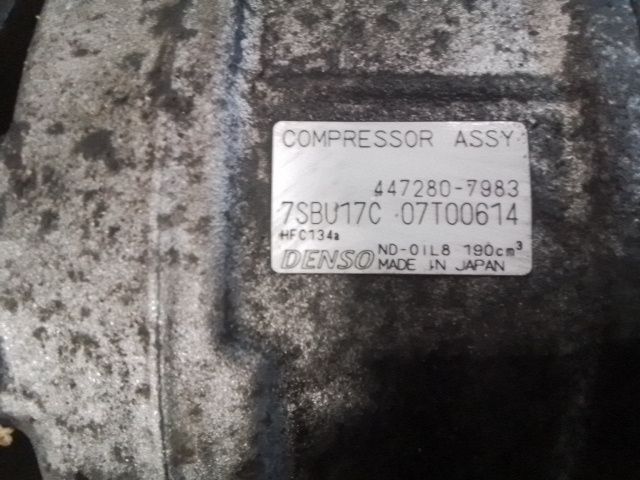 COMPRESSOR ASSY
447280-7983
7SBU17C 07T00614
HFC134a
DENSO ND-OIL8 190cm³
MADE IN JAPAN